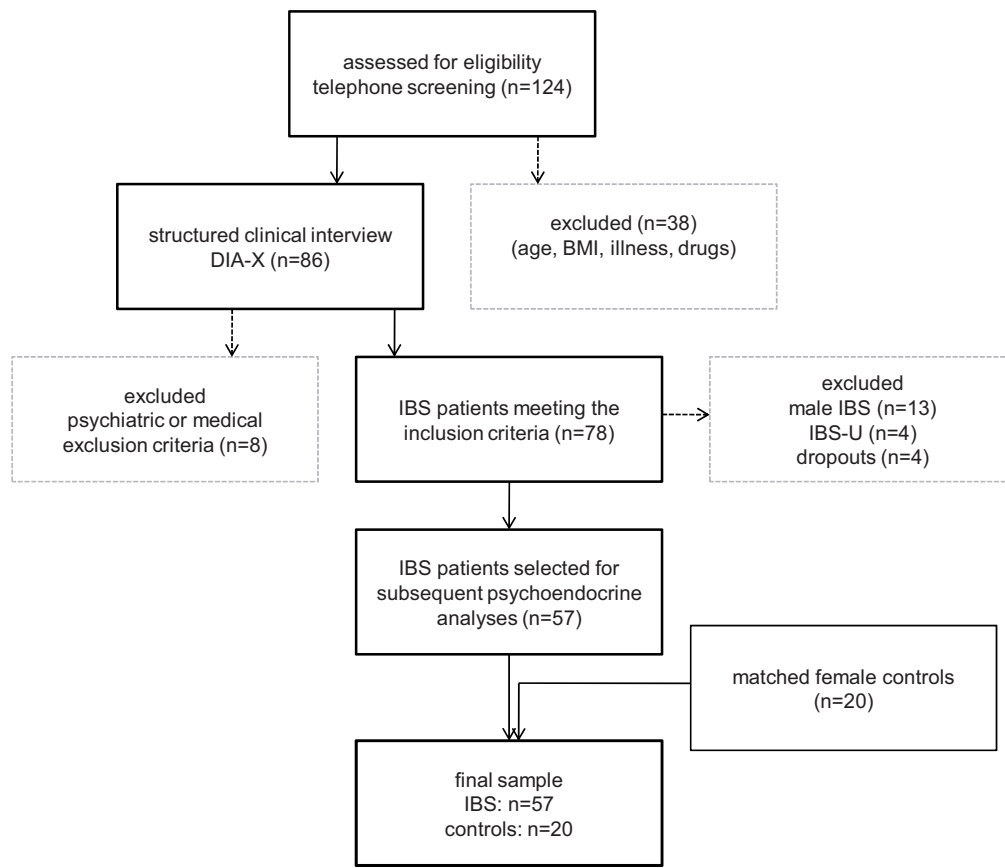 assessed for eligibility
telephone screening (n=124)
structured clinical interview
DIA-X (n=86)
excluded (n=38)
(age, BMI, illness, drugs)
excluded
psychiatric or medical
exclusion criteria (n=8)
IBS patients meeting the
inclusion criteria (n=78)
excluded
male IBS (n=13)
IBS-U (n=4)
dropouts (n=4)
IBS patients selected for
subsequent psychoendocrine
analyses (n=57)
matched female controls
(n=20)
final sample
IBS: n=57
controls: n=20